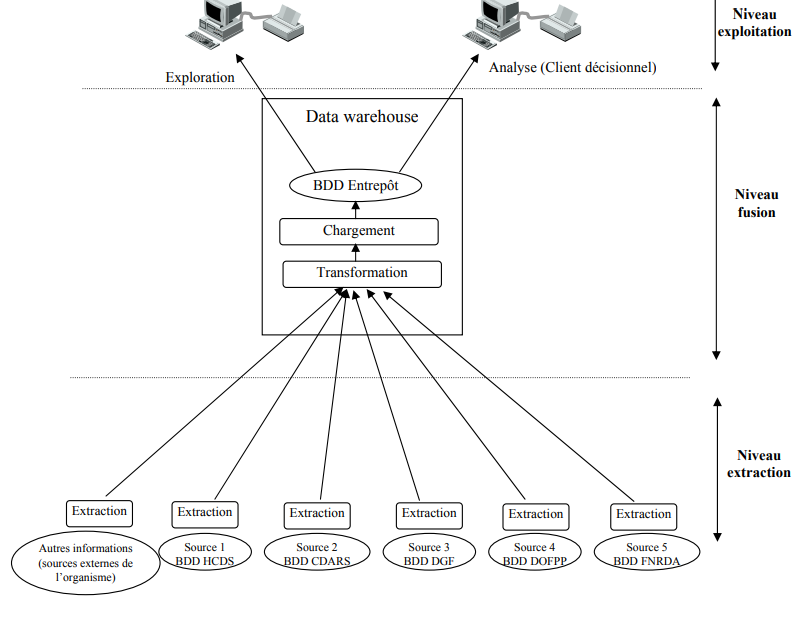 Niveau
exploitation
Exploration
Analyse (Client décisionnel)
Data warehouse
BDD Entrepôt
Chargement
Transformation
Niveau
fusion
Niveau
extraction
Extraction
Extraction
Extraction
Extraction
Extraction
Extraction
Autres informations
(sources externes de
l'organisme)
Source 1
BDD HCDS
Source 2
BDD CDARS
Source 3
BDD DGF
Source 4
BDD DOFPP
Source 5
BDD FNRDA